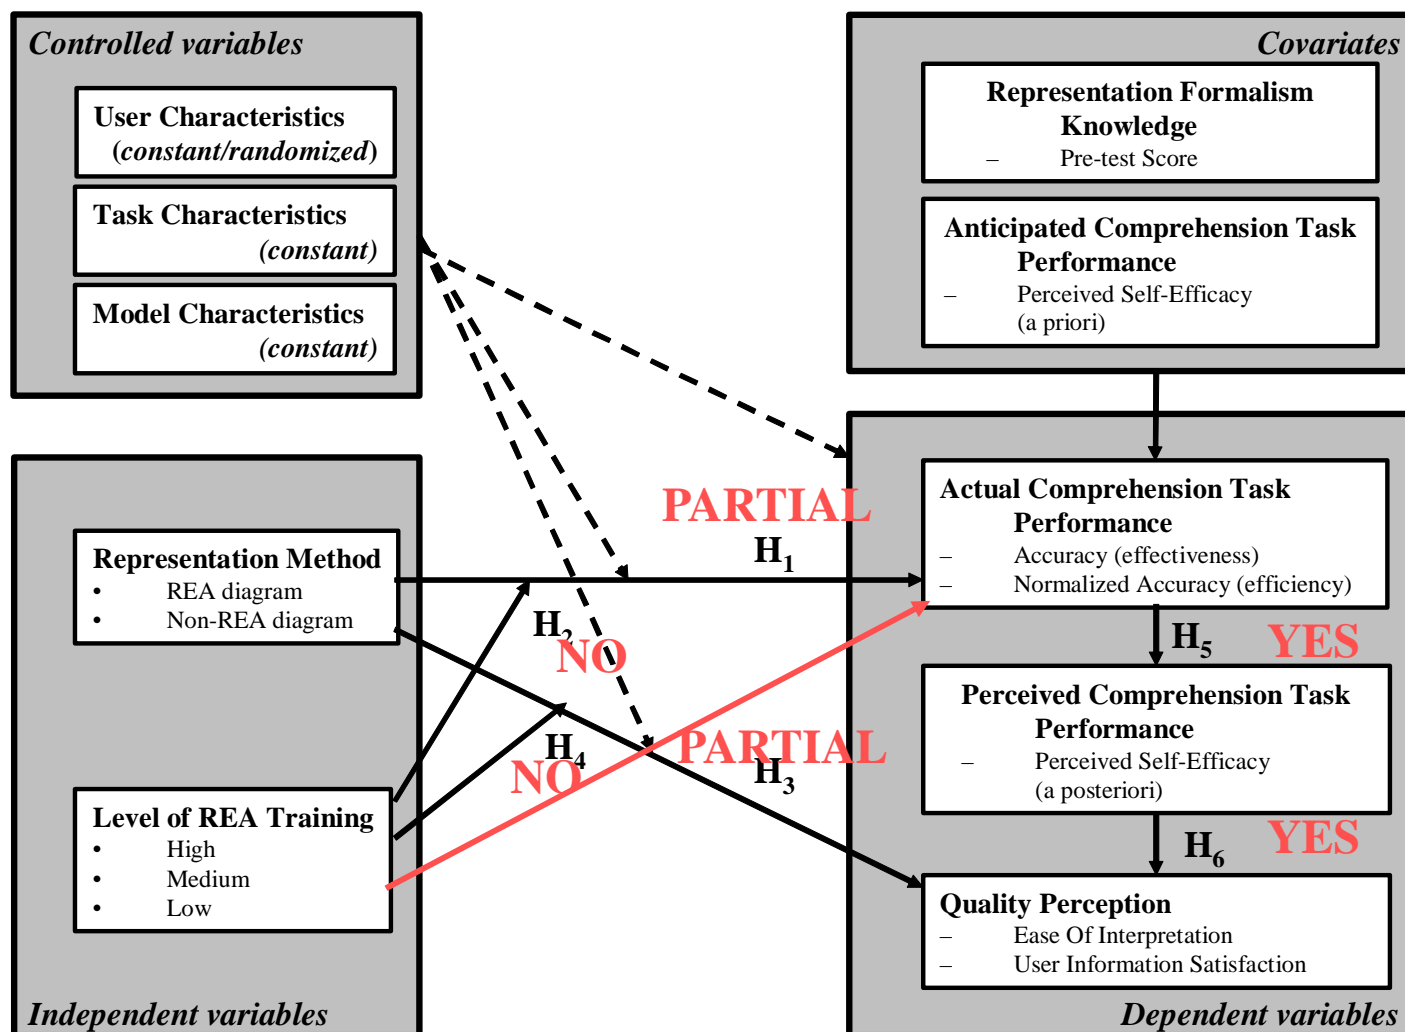 Controlled variables
User Characteristics
(constant/randomized)
Task Characteristics
(constant)
Model Characteristics
(constant)
Covariates
Representation Formalism
Knowledge
– Pre-test Score
Anticipated Comprehension Task
Performance
– Perceived Self-Efficacy
(a priori)
Representation Method
• REA diagram
• Non-REA diagram
Level of REA Training
• High
• Medium
• Low
Independent variables
PARTIAL
H1
H2
NO
H4
NO
PARTIAL
H3
Actual Comprehension Task
Performance
– Accuracy (effectiveness)
– Normalized Accuracy (efficiency)
H5 YES
Perceived Comprehension Task
Performance
– Perceived Self-Efficacy
(a posteriori)
H6 YES
Quality Perception
– Ease Of Interpretation
– User Information Satisfaction
Dependent variables